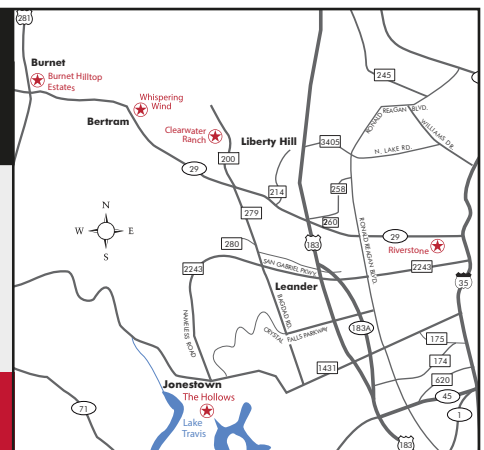 281
Burnet
Burnet Hilltop
Estates
245
Whispering
Wind
RONALD REAGAN BLVD.
WILLIAMS DR.
Bertram
Clearwater
Ranch
Liberty Hill
3405
N. LAKE RD.
200
29
258
214
279
260
N
W E
S
280
183
RONALD REAGAN BLVD.
29
Riverstone
2243
SAN GABRIEL PKWY.
2243
35
Leander
BAGDAD RD.
NAMELESS ROAD
CRYSTAL FALLS PARKWAY
183A
175
174
1431
620
Jonestown
The Hollows
45
71
Lake
Travis
1
183